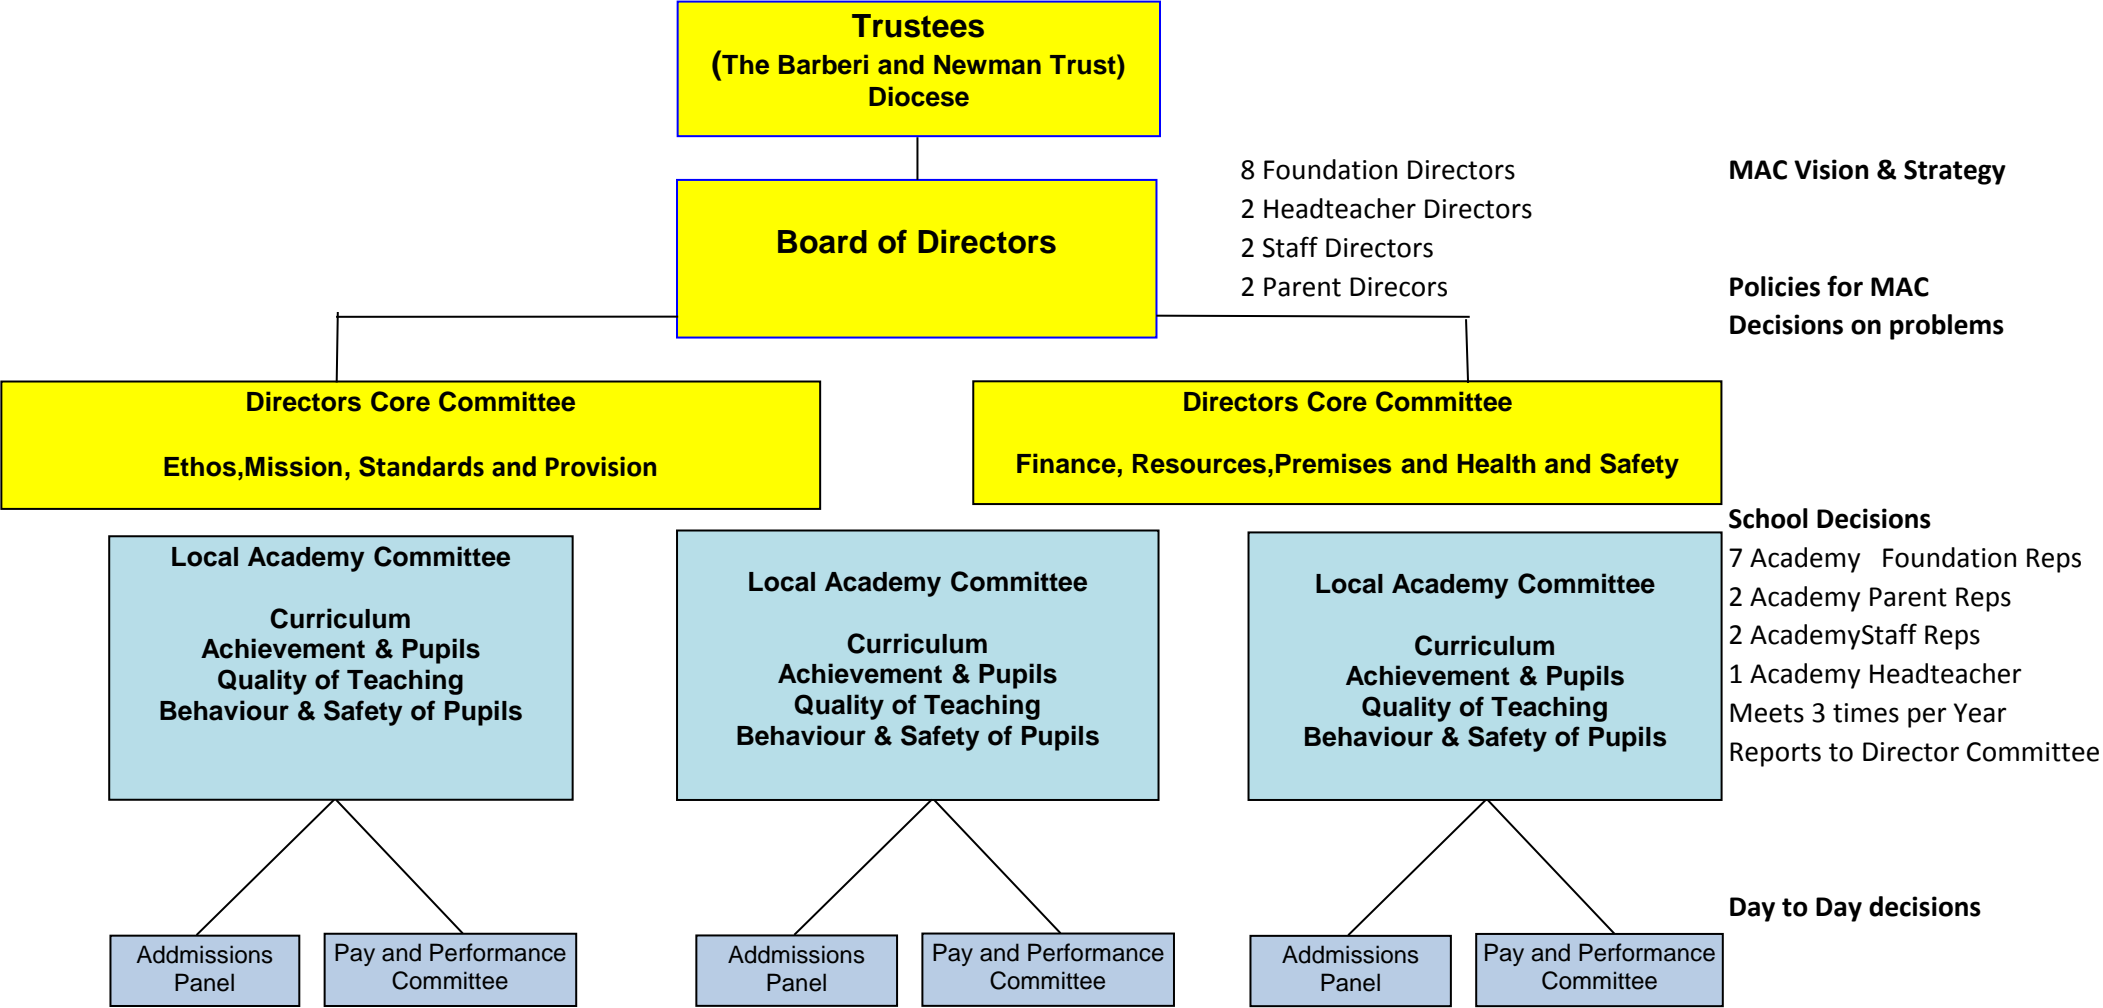 Trustees
(The Barberi and Newman Trust)
Diocese
8 Foundation Directors
2 Headteacher Directors
2 Staff Directors
2 Parent Direcors
MAC Vision & Strategy
Policies for MAC
Decisions on problems
Board of Directors
Directors Core Committee
Ethos,Mission, Standards and Provision
Directors Core Committee
Finance, Resources,Premises and Health and Safety
School Decisions
7 Academy   Foundation Reps
2 Academy Parent Reps
2 AcademyStaff Reps
1 Academy Headteacher
Meets 3 times per Year
Reports to Director Committee
Local Academy Committee
Curriculum
Achievement & Pupils
Quality of Teaching
Behaviour & Safety of Pupils
Local Academy Committee
Curriculum
Achievement & Pupils
Quality of Teaching
Behaviour & Safety of Pupils
Local Academy Committee
Curriculum
Achievement & Pupils
Quality of Teaching
Behaviour & Safety of Pupils
Day to Day decisions
Addmissions
Panel
Pay and Performance
Committee
Addmissions
Panel
Pay and Performance
Committee
Addmissions
Panel
Pay and Performance
Committee